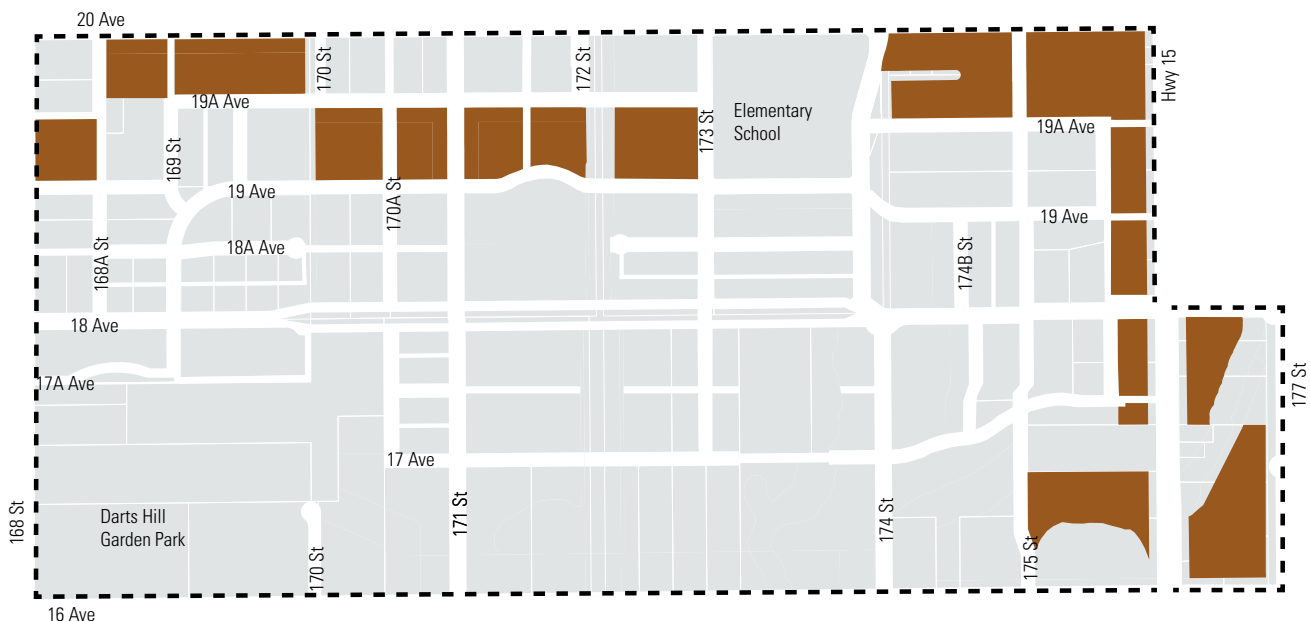 20 Ave
170 St
172 St
Hwy 15
19A Ave
Elementary
School
173 St
19A Ave
169 St
19 Ave
170A St
19 Ave
18A Ave
168A St
174B St
18 Ave
17A Ave
177 St
17 Ave
168 St
Darts Hill
Garden Park
171 St
174 St
170 St
175 St
16 Ave